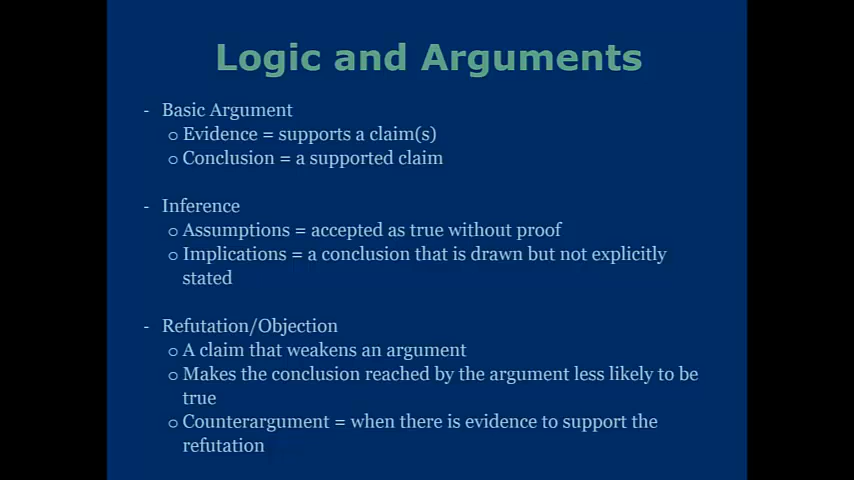 Logic and Arguments
- Basic Argument
o Evidence = supports a claim(s)
o Conclusion = a supported claim
- Inference
o Assumptions = accepted as true without proof
o Implications = a conclusion that is drawn but not explicitly
stated
- Refutation/Objection
o A claim that weakens an argument
o Makes the conclusion reached by the argument less likely to be
true
o Counterargument = when there is evidence to support the
refutation